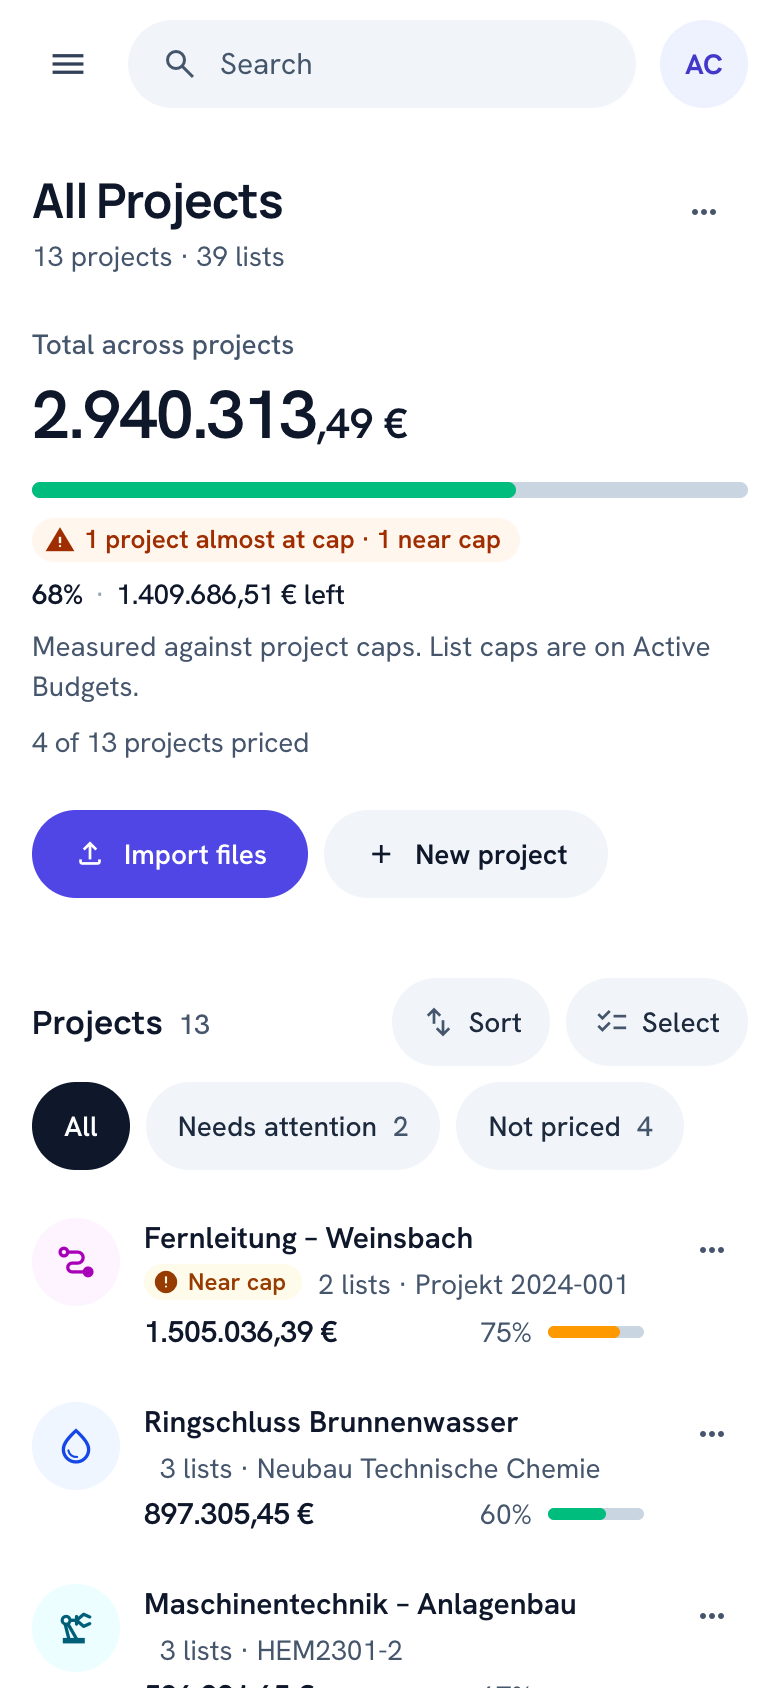 Search
AC
All Projects
13 projects · 39 lists
Total across projects
2.940.313,49 €
1 project almost at cap · 1 near cap
68% · 1.409.686,51 € left
Measured against project caps. List caps are on Active
Budgets.
4 of 13 projects priced
Import files
New project
Projects 13
Sort
Select
All
Needs attention 2
Not priced 4
Fernleitung – Weinsbach
Near cap 2 lists · Projekt 2024-001
1.505.036,39 € 75%
Ringschluss Brunnenwasser
3 lists · Neubau Technische Chemie
897.305,45 € 60%
Maschinentechnik – Anlagenbau
3 lists · HEM2301-2